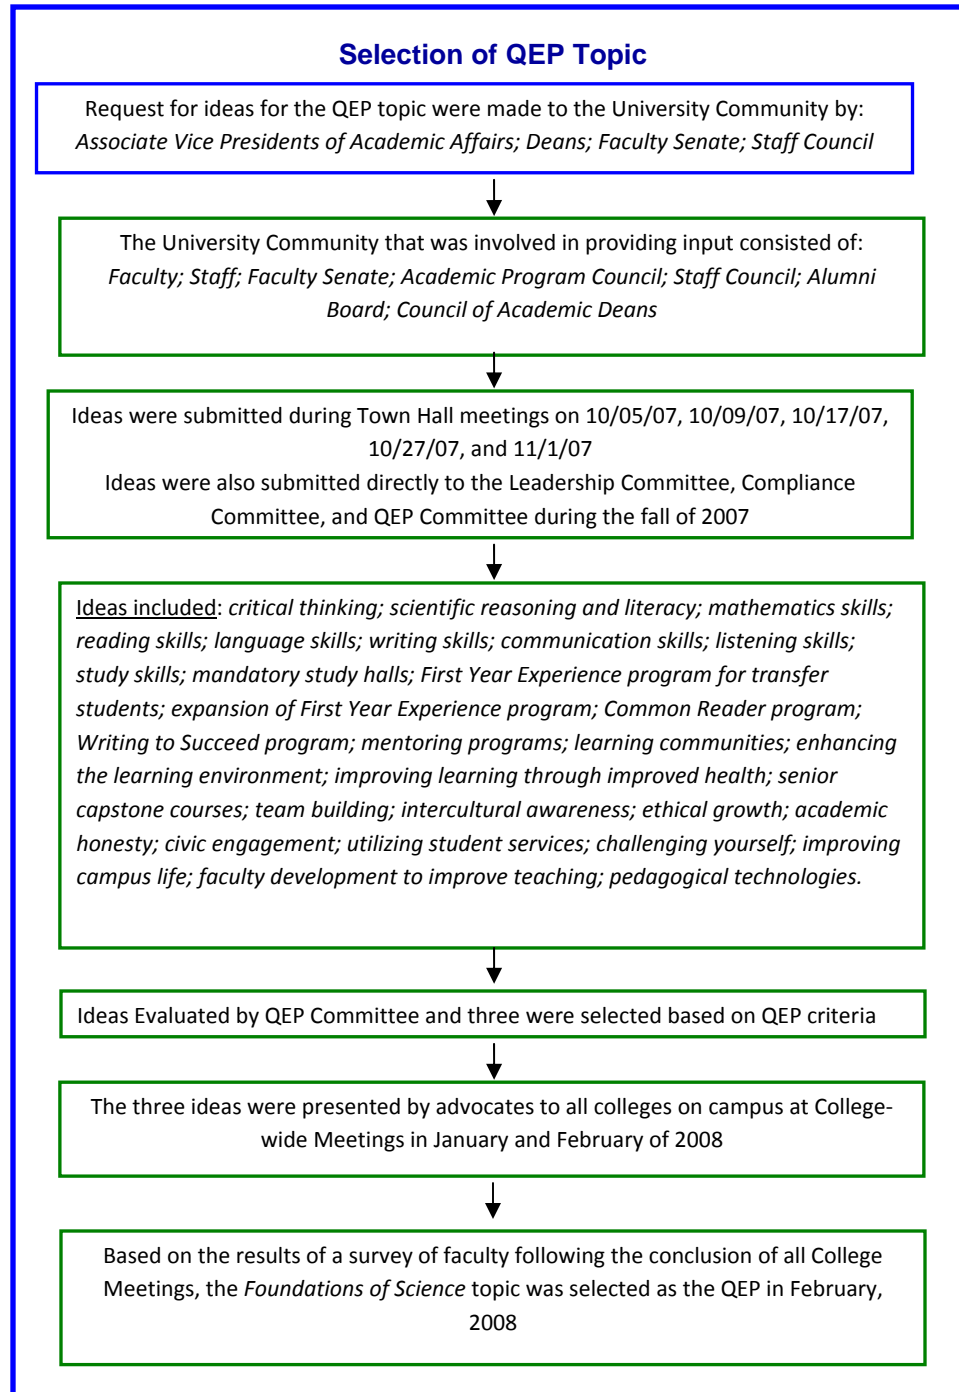 Selection of QEP Topic
Request for ideas for the QEP topic were made to the University Community by:
Associate Vice Presidents of Academic Affairs; Deans; Faculty Senate; Staff Council
The University Community that was involved in providing input consisted of:
Faculty; Staff; Faculty Senate; Academic Program Council; Staff Council; Alumni
Board; Council of Academic Deans
Ideas were submitted during Town Hall meetings on 10/05/07, 10/09/07, 10/17/07,
10/27/07, and 11/1/07
Ideas were also submitted directly to the Leadership Committee, Compliance
Committee, and QEP Committee during the fall of 2007
Ideas included: critical thinking; scientific reasoning and literacy; mathematics skills;
reading skills; language skills; writing skills; communication skills; listening skills;
study skills; mandatory study halls; First Year Experience program for transfer
students; expansion of First Year Experience program; Common Reader program;
Writing to Succeed program; mentoring programs; learning communities; enhancing
the learning environment; improving learning through improved health; senior
capstone courses; team building; intercultural awareness; ethical growth; academic
honesty; civic engagement; utilizing student services; challenging yourself; improving
campus life; faculty development to improve teaching; pedagogical technologies.
Ideas Evaluated by QEP Committee and three were selected based on QEP criteria
The three ideas were presented by advocates to all colleges on campus at College-
wide Meetings in January and February of 2008
Based on the results of a survey of faculty following the conclusion of all College
Meetings, the Foundations of Science topic was selected as the QEP in February,
2008